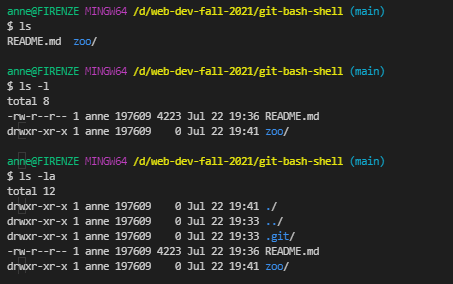 anne@FIRENZE MINGW64 /d/web-dev-fall-2021/git-bash-shell (main)
$ ls
README.md  zoo/
anne@FIRENZE MINGW64 /d/web-dev-fall-2021/git-bash-shell (main)
$ ls -l
total 8
-rw-r--r-- 1 anne 197609 4223 Jul 22 19:36 README.md
drwxr-xr-x 1 anne 197609    0 Jul 22 19:41 zoo/
anne@FIRENZE MINGW64 /d/web-dev-fall-2021/git-bash-shell (main)
$ ls -la
total 12
drwxr-xr-x 1 anne 197609    0 Jul 22 19:41 ./
drwxr-xr-x 1 anne 197609    0 Jul 22 19:33 ../
drwxr-xr-x 1 anne 197609    0 Jul 22 19:33 .git/
-rw-r--r-- 1 anne 197609 4223 Jul 22 19:36 README.md
drwxr-xr-x 1 anne 197609    0 Jul 22 19:41 zoo/